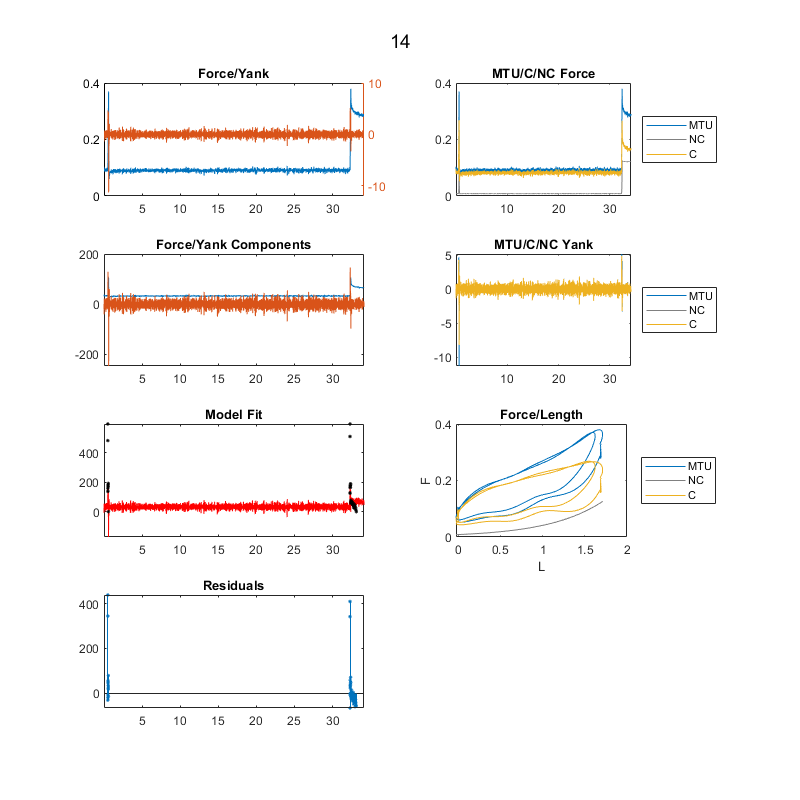 14
Force/Yank
0.4
0.2
0
10
0
-10
5 10 15 20 25 30
MTU/C/NC Force
0.4
0.2
0
10 20 30
MTU
NC
C
Force/Yank Components
200
0
-200
5 10 15 20 25 30
MTU/C/NC Yank
5
0
-5
-10
10 20 30
MTU
NC
C
Model Fit
400
200
0
5 10 15 20 25 30
Force/Length
F
0.4
0.2
0
0 0.5 1 1.5 2
L
MTU
NC
C
Residuals
400
200
0
5 10 15 20 25 30